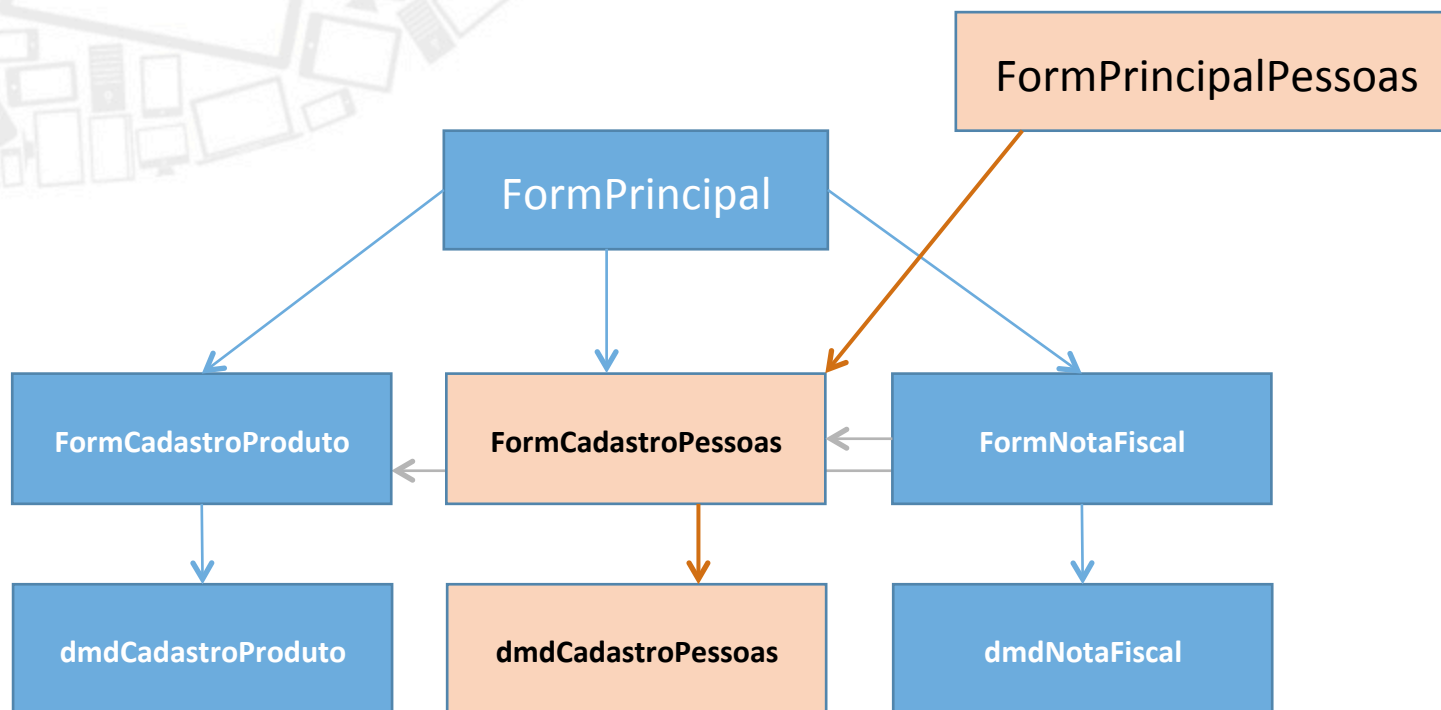 FormPrincipalPessoas
FormPrincipal
FormCadastroProduto
FormCadastroPessoas
FormNotaFiscal
dmdCadastroProduto
dmdCadastroPessoas
dmdNotaFiscal